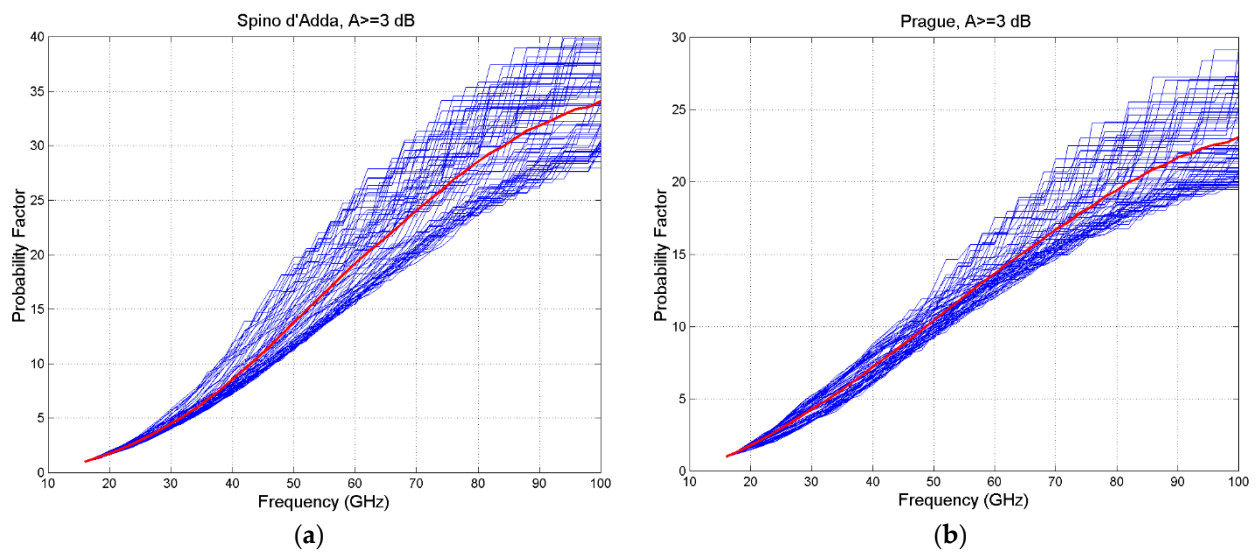 Spino d'Adda, A>=3 dB
40
35
30
25
20
15
10
5
0
Probability Factor
10 20 30 40 50 60 70 80 90 100
Frequency (GHz)
(a)
Prague, A>=3 dB
30
25
20
15
10
5
0
Probability Factor
10 20 30 40 50 60 70 80 90 100
Frequency (GHz)
(b)